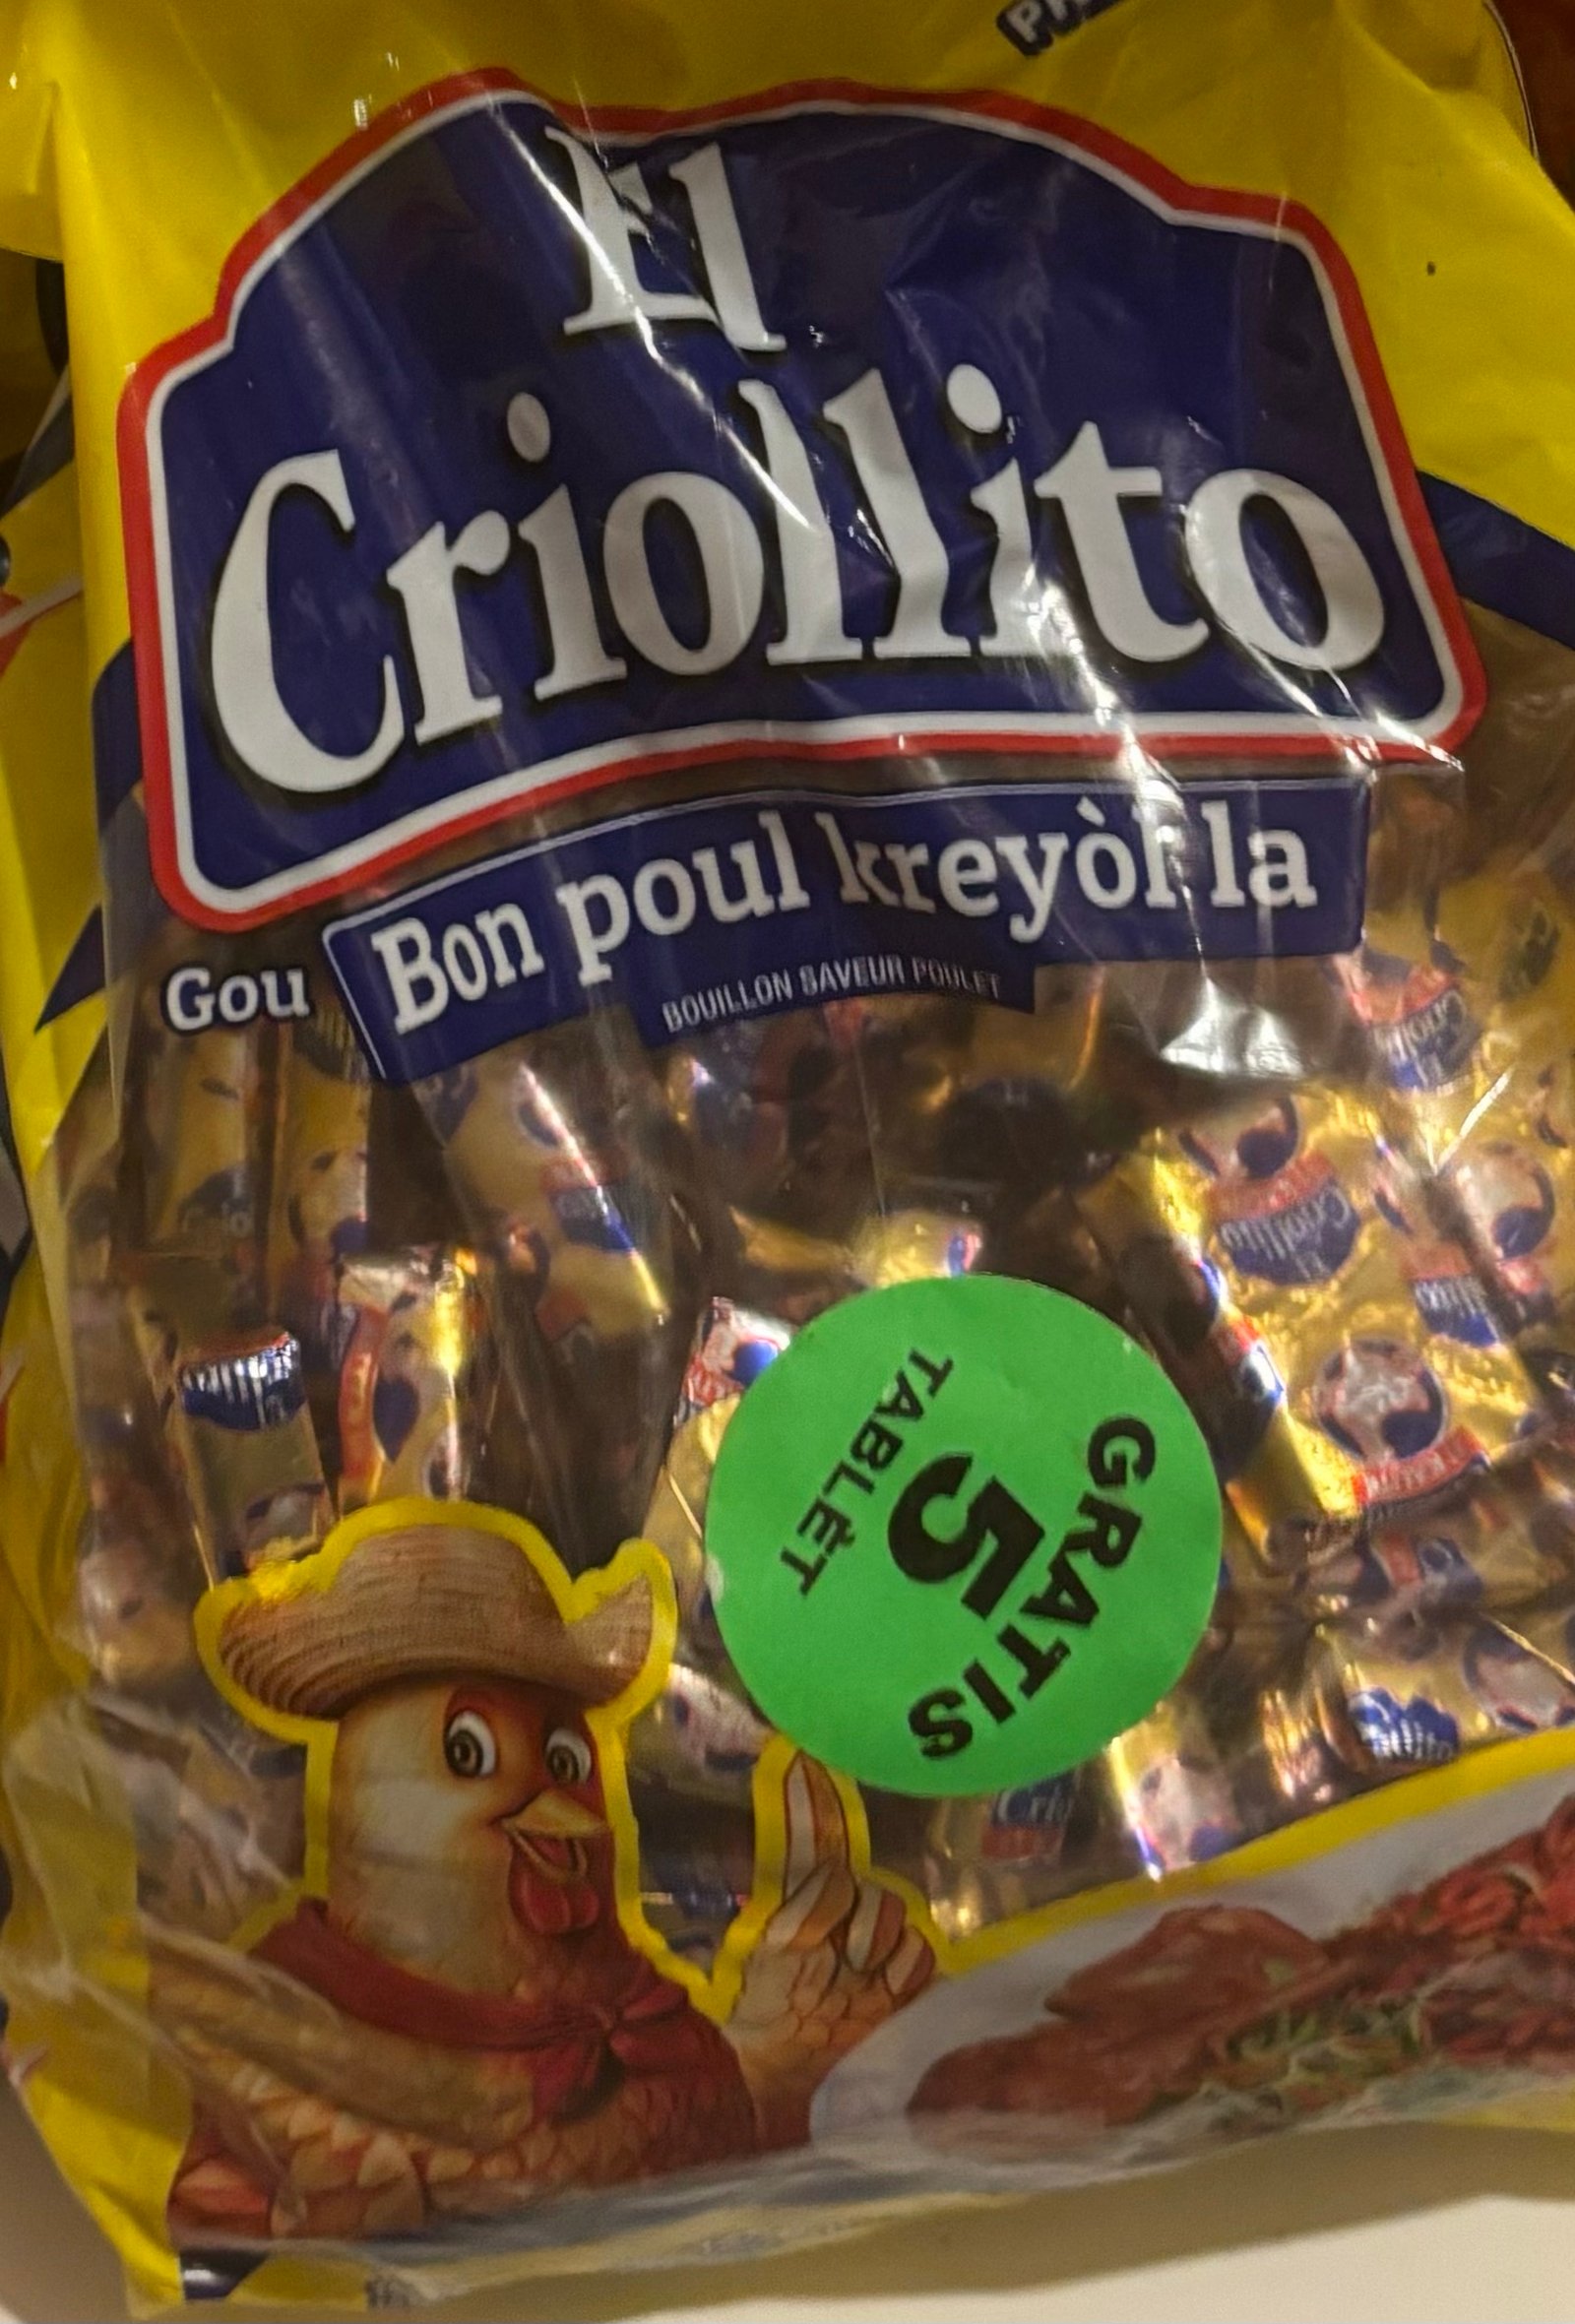 El
Criollito
Gou Bon poul kreyòl la
BOUILLON SAVEUR POULET
GRATIS
5
TABLÈT